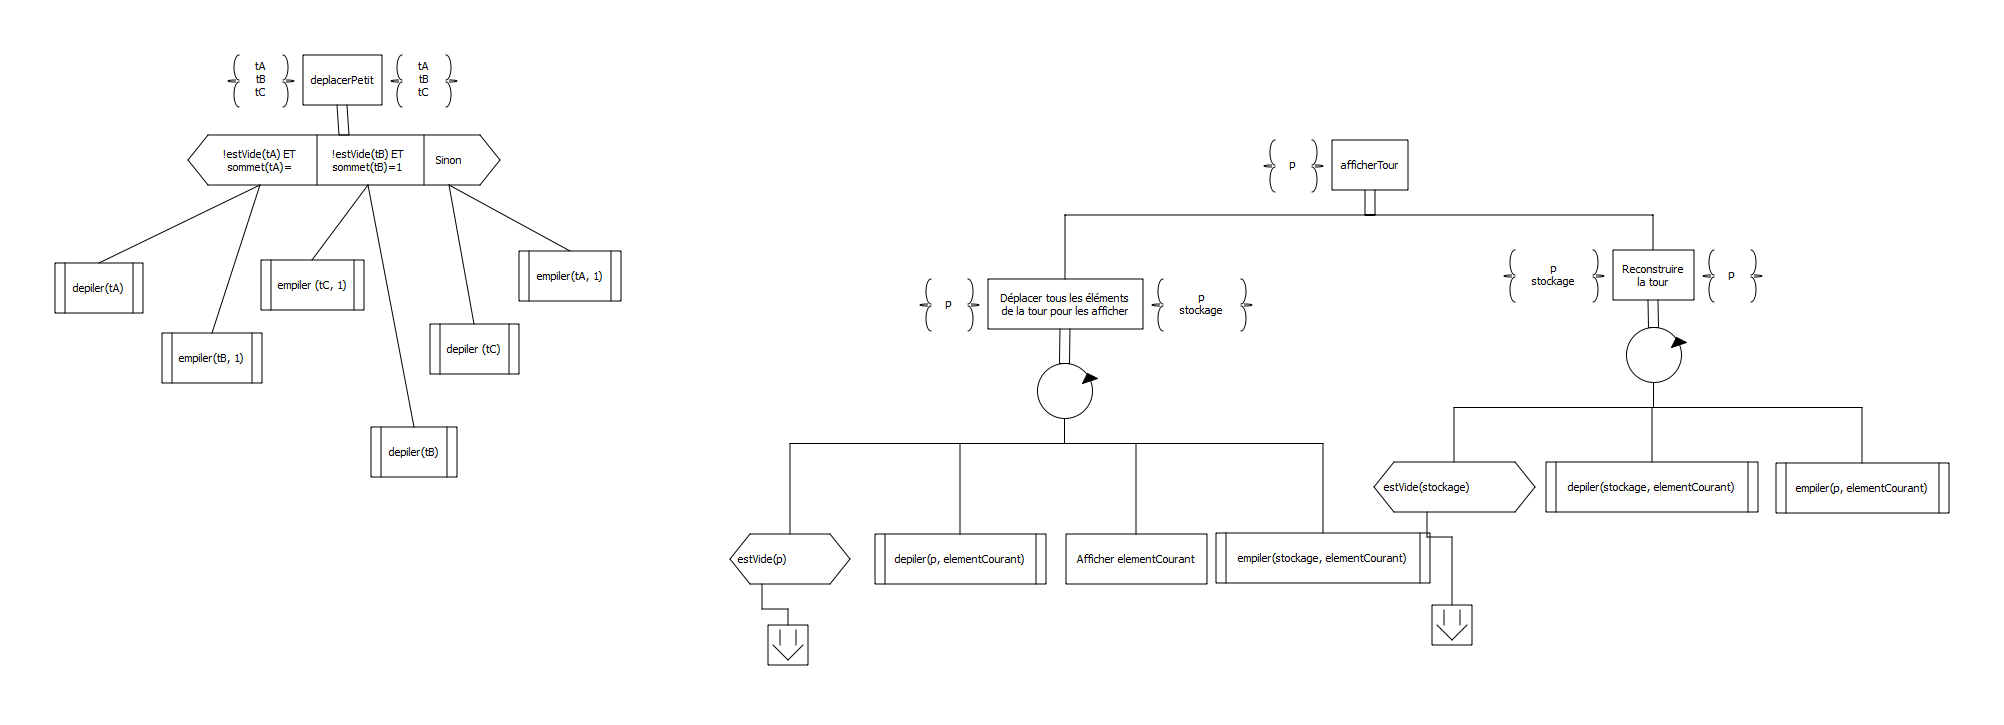 tA
tB
tC
deplacerPetit
tA
tB
tC
!estVide(tA) ET
sommet(tA)=
!estVide(tB) ET
sommet(tB)=1
Sinon
depiler(tA)
empiler(tB, 1)
empiler (tC, 1)
depiler(tB)
depiler (tC)
empiler(tA, 1)
p
afficherTour
p
Déplacer tous les éléments
de la tour pour les afficher
p
stockage
p
stockage
Reconstruire
la tour
p
estVide(p)
depiler(p, elementCourant)
Afficher elementCourant
empiler(stockage, elementCourant)
estVide(stockage)
depiler(stockage, elementCourant)
empiler(p, elementCourant)